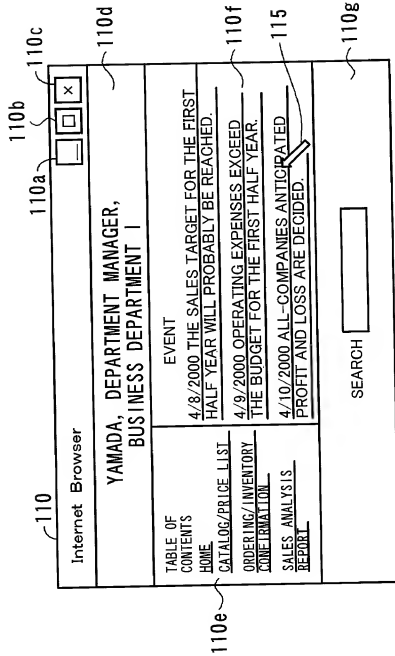 110
110a
110b
110c
Internet Browser
×
110d
YAMADA, DEPARTMENT MANAGER,
BUSINESS DEPARTMENT I
110e
TABLE OF
CONTENTS
HOME
CATALOG/PRICE LIST
ORDERING/INVENTORY
CONFIRMATION
SALES ANALYSIS
REPORT
EVENT
4/8/2000 THE SALES TARGET FOR THE FIRST
HALF YEAR WILL PROBABLY BE REACHED.
4/9/2000 OPERATING EXPENSES EXCEED
THE BUDGET FOR THE FIRST HALF YEAR.
4/10/2000 ALL-COMPANIES ANTICIPATED
PROFIT AND LOSS ARE DECIDED.
110f
115
SEARCH
110g